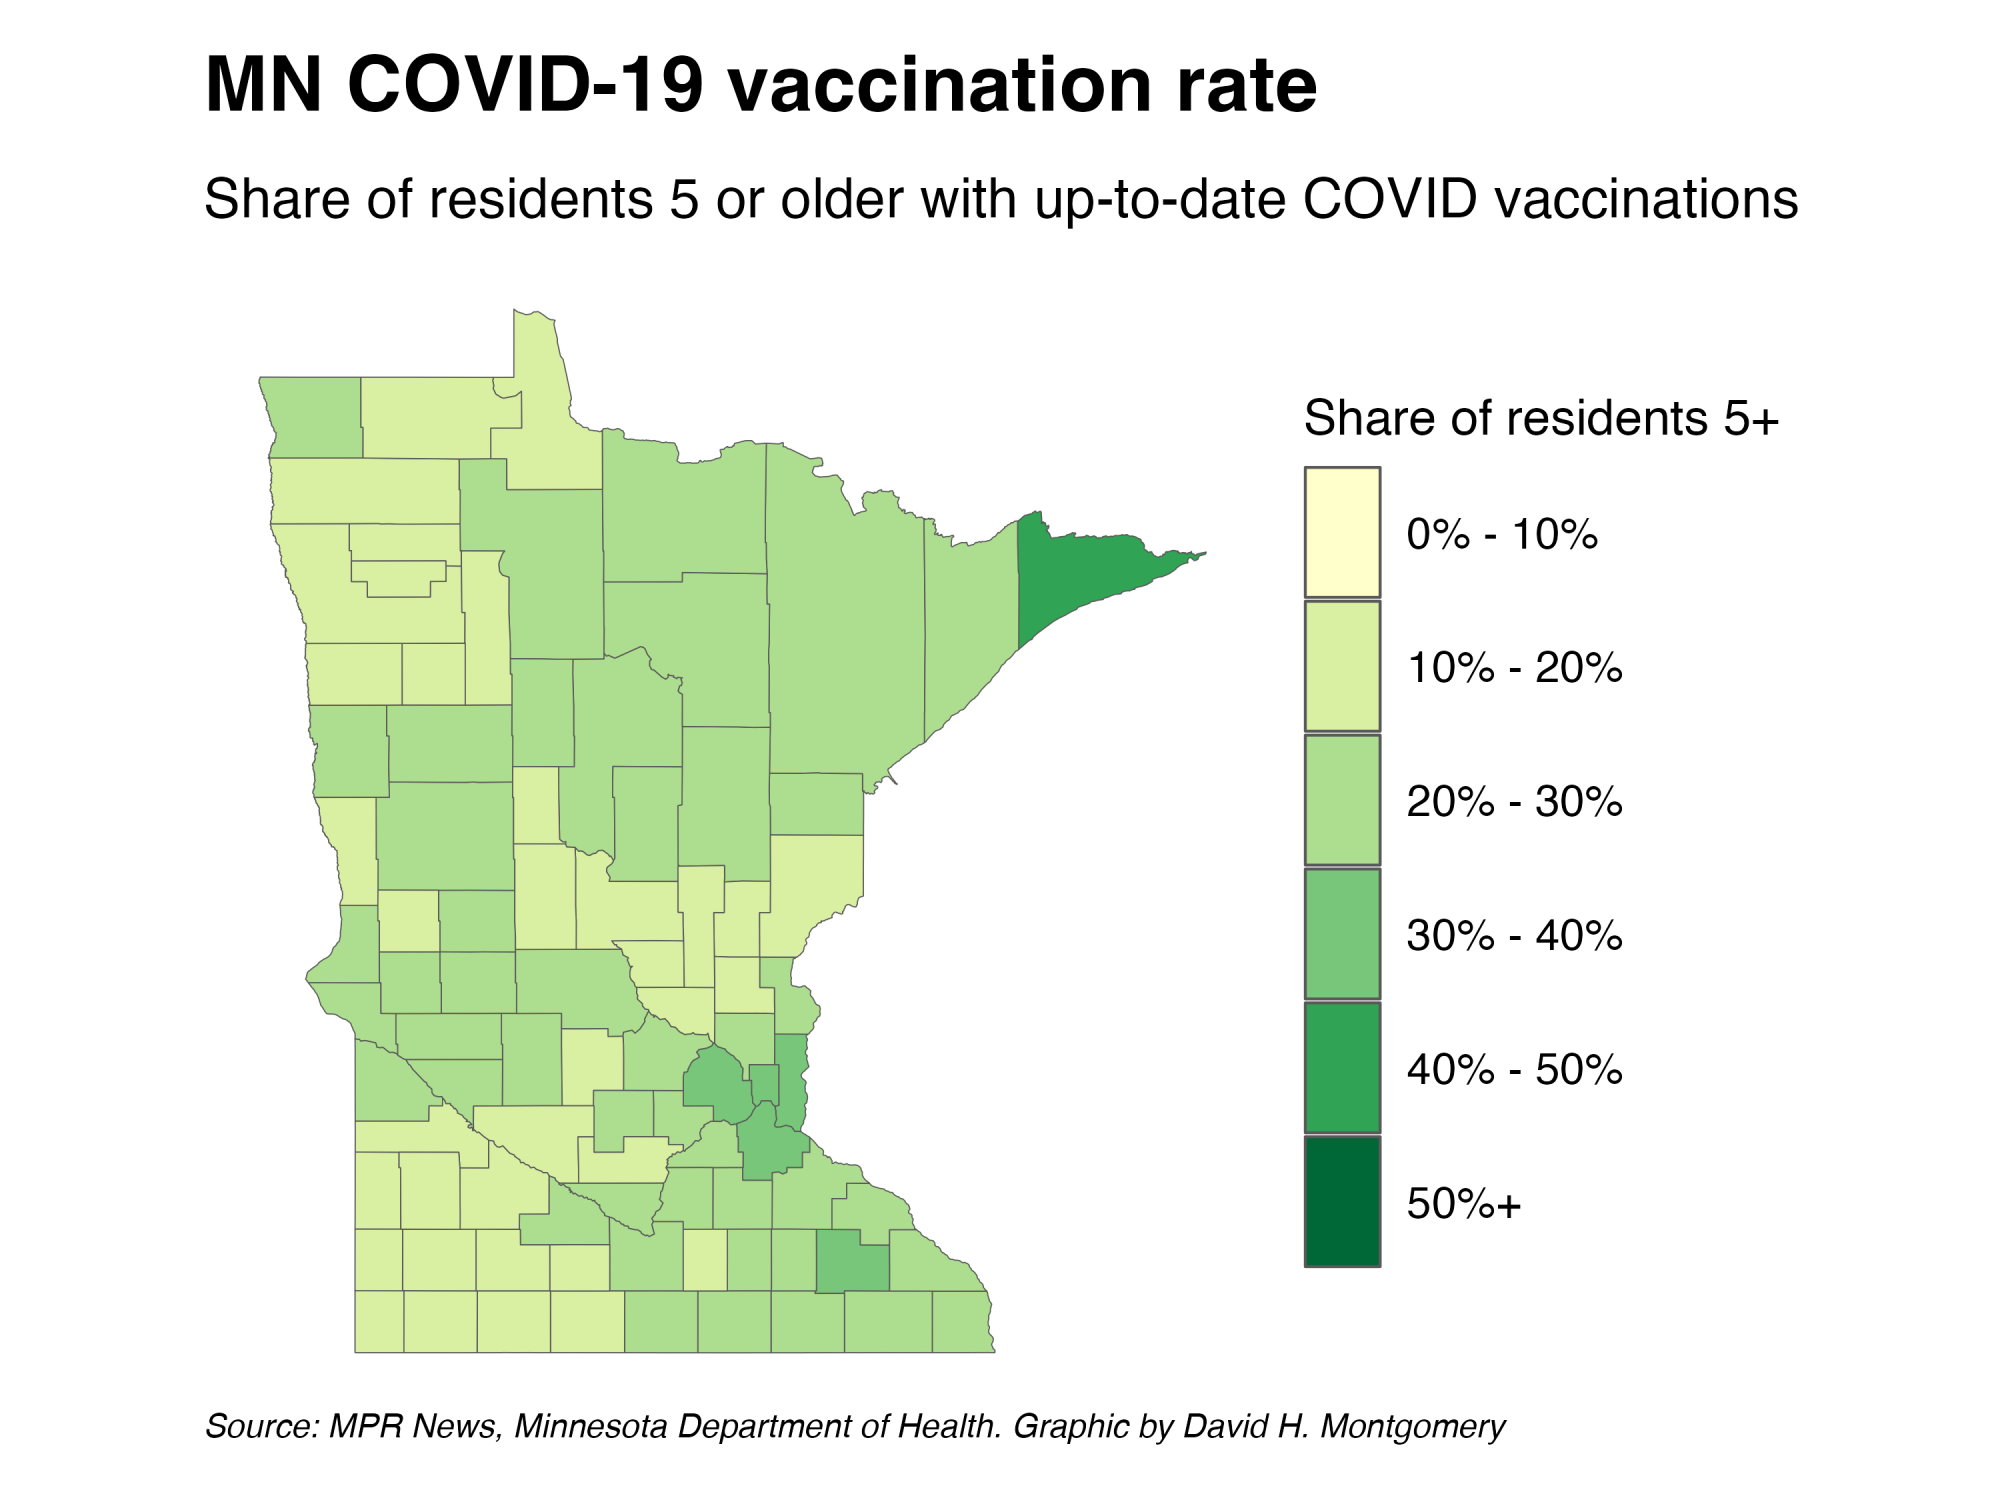 MN COVID-19 vaccination rate
Share of residents 5 or older with up-to-date COVID vaccinations
Share of residents 5+
0% - 10%
10% - 20%
20% - 30%
30% - 40%
40% - 50%
50%+
Source: MPR News, Minnesota Department of Health. Graphic by David H. Montgomery